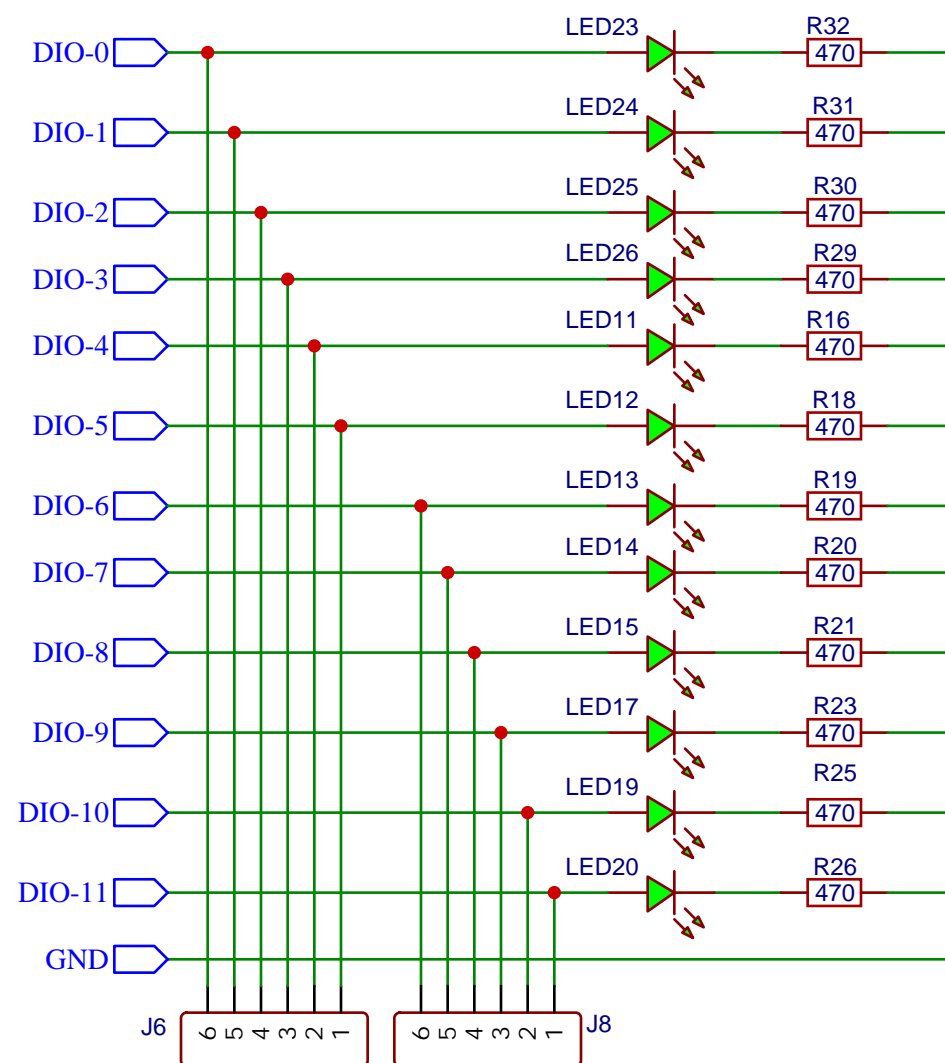 LED23 R32
DIO-0 470
LED24 R31
DIO-1 470
LED25 R30
DIO-2 470
LED26 R29
DIO-3 470
LED11 R16
DIO-4 470
LED12 R18
DIO-5 470
LED13 R19
DIO-6 470
LED14 R20
DIO-7 470
LED15 R21
DIO-8 470
LED17 R23
DIO-9 470
LED19 R25
DIO-10 470
LED20 R26
DIO-11 470
GND
J6 6 5 4 3 2 1 6 5 4 3 2 1 J8